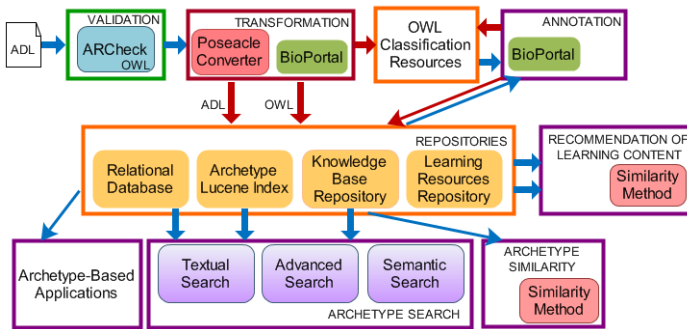 ADL
VALIDATION
ARCheck
OWL
TRANSFORMATION
Poseacle
Converter
BioPortal
OWL
Classification
Resources
ANNOTATION
BioPortal
ADL
OWL
REPOSITORIES
Relational
Database
Archetype
Lucene Index
Knowledge
Base
Repository
Learning
Resources
Repository
RECOMMENDATION OF
LEARNING CONTENT
Similarity
Method
Archetype-Based
Applications
Textual
Search
Advanced
Search
Semantic
Search
ARCHETYPE SEARCH
ARCHETYPE
SIMILARITY
Similarity
Method